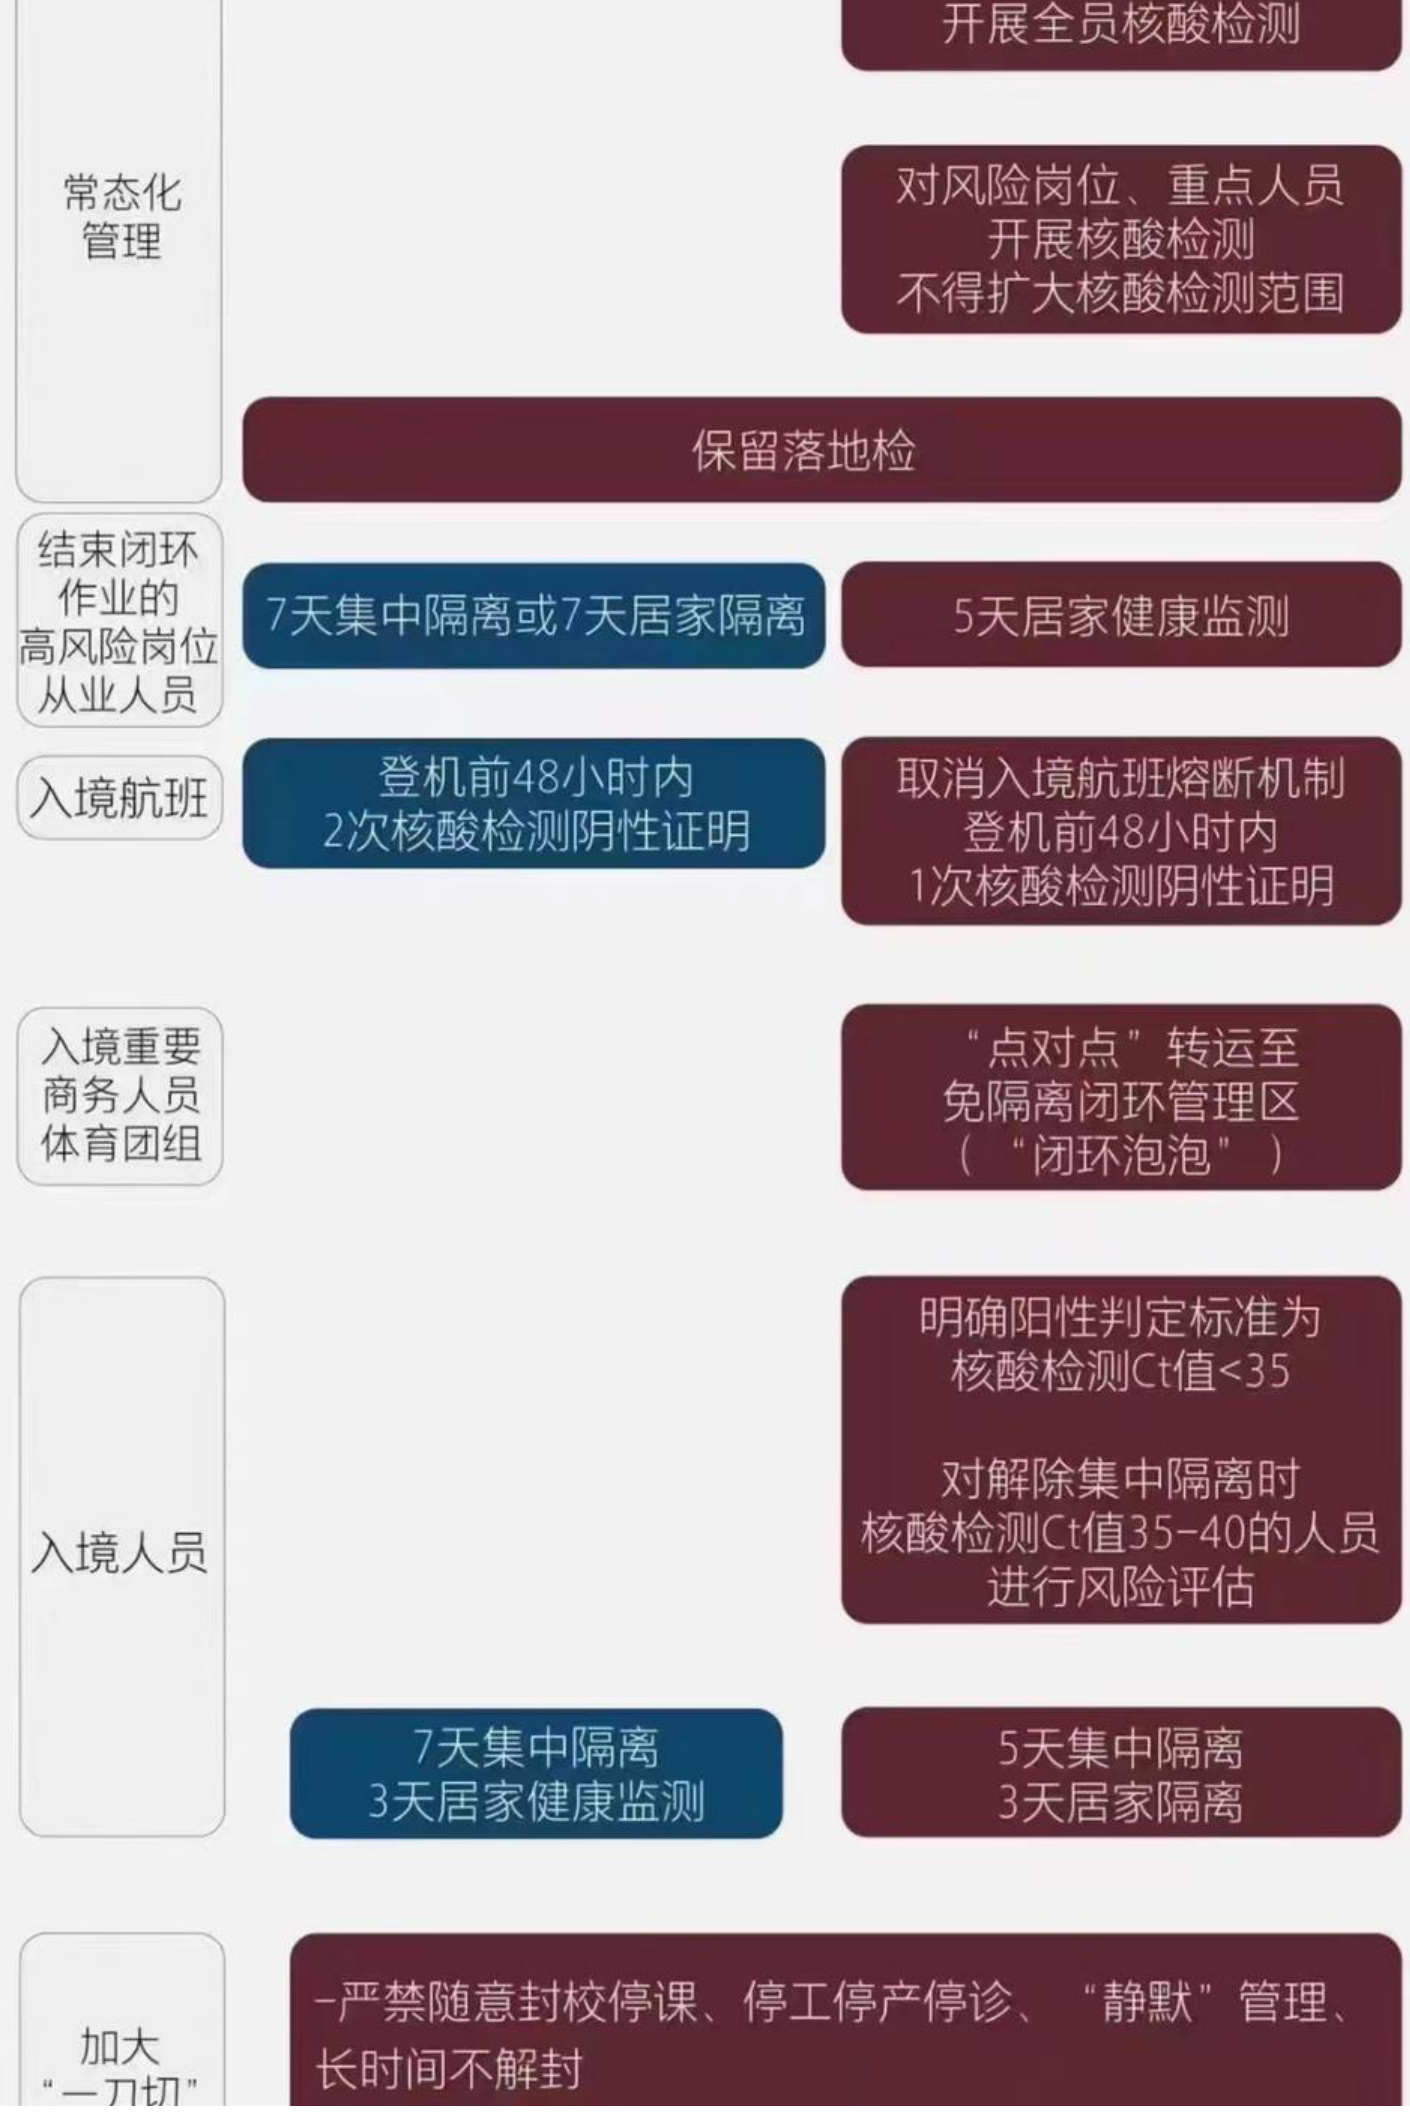 开展全员核酸检测
常态化
管理
对风险岗位、重点人员
开展核酸检测
不得扩大核酸检测范围
保留落地检
结束闭环
作业的
高风险岗位
从业人员
7天集中隔离或7天居家隔离
5天居家健康监测
入境航班
登机前48小时内
2次核酸检测阴性证明
取消入境航班熔断机制
登机前48小时内
1次核酸检测阴性证明
入境重要
商务人员
体育团组
“点对点”转运至
免隔离闭环管理区
(“闭环泡泡”)
入境人员
明确阳性判定标准为
核酸检测Ct值<35
对解除集中隔离时
核酸检测Ct值35-40的人员
进行风险评估
7天集中隔离
3天居家健康监测
5天集中隔离
3天居家隔离
加大
“一刀切”
-严禁随意封校停课、停工停产停诊、“静默”管理、
长时间不解封